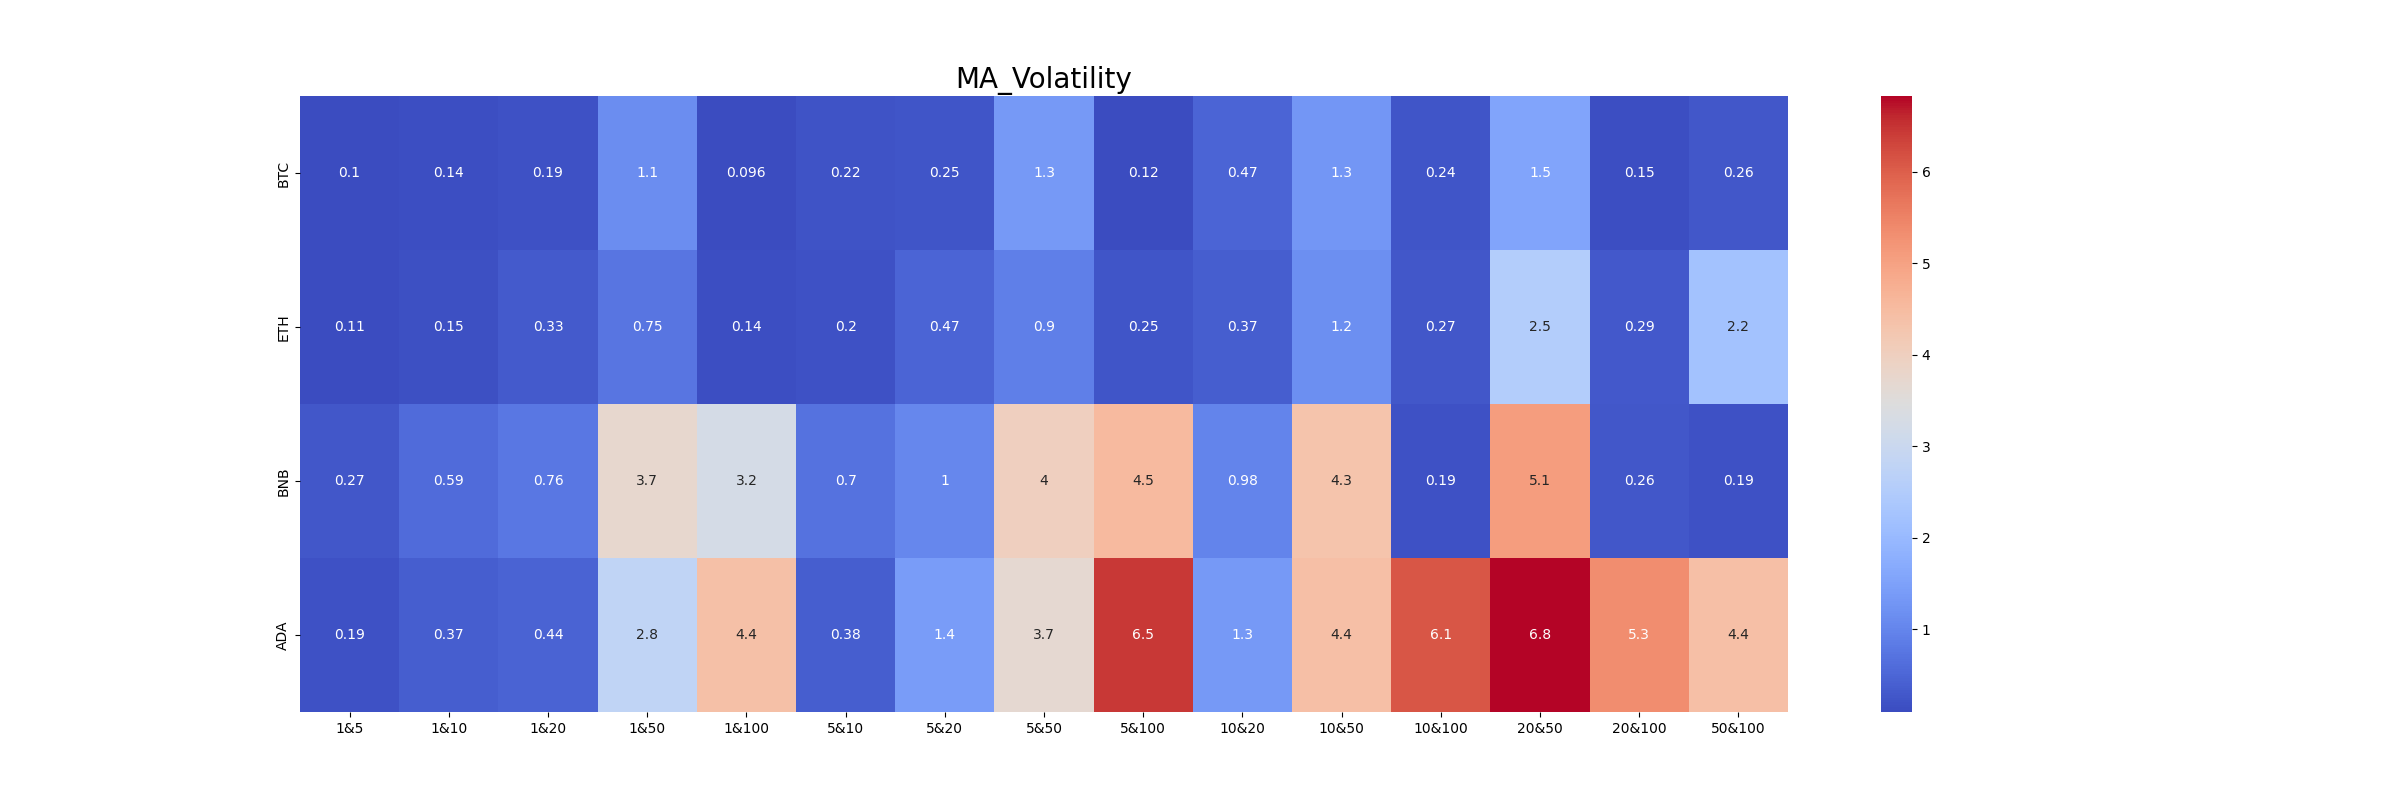 MA_Volatility
BTC 0.1 0.14 0.19 1.1 0.096 0.22 0.25 1.3 0.12 0.47 1.3 0.24 1.5 0.15 0.26
ETH 0.11 0.15 0.33 0.75 0.14 0.2 0.47 0.9 0.25 0.37 1.2 0.27 2.5 0.29 2.2
BNB 0.27 0.59 0.76 3.7 3.2 0.7 1 4 4.5 0.98 4.3 0.19 5.1 0.26 0.19
ADA 0.19 0.37 0.44 2.8 4.4 0.38 1.4 3.7 6.5 1.3 4.4 6.1 6.8 5.3 4.4
1&5 1&10 1&20 1&50 1&100 5&10 5&20 5&50 5&100 10&20 10&50 10&100 20&50 20&100 50&100
6
5
4
3
2
1